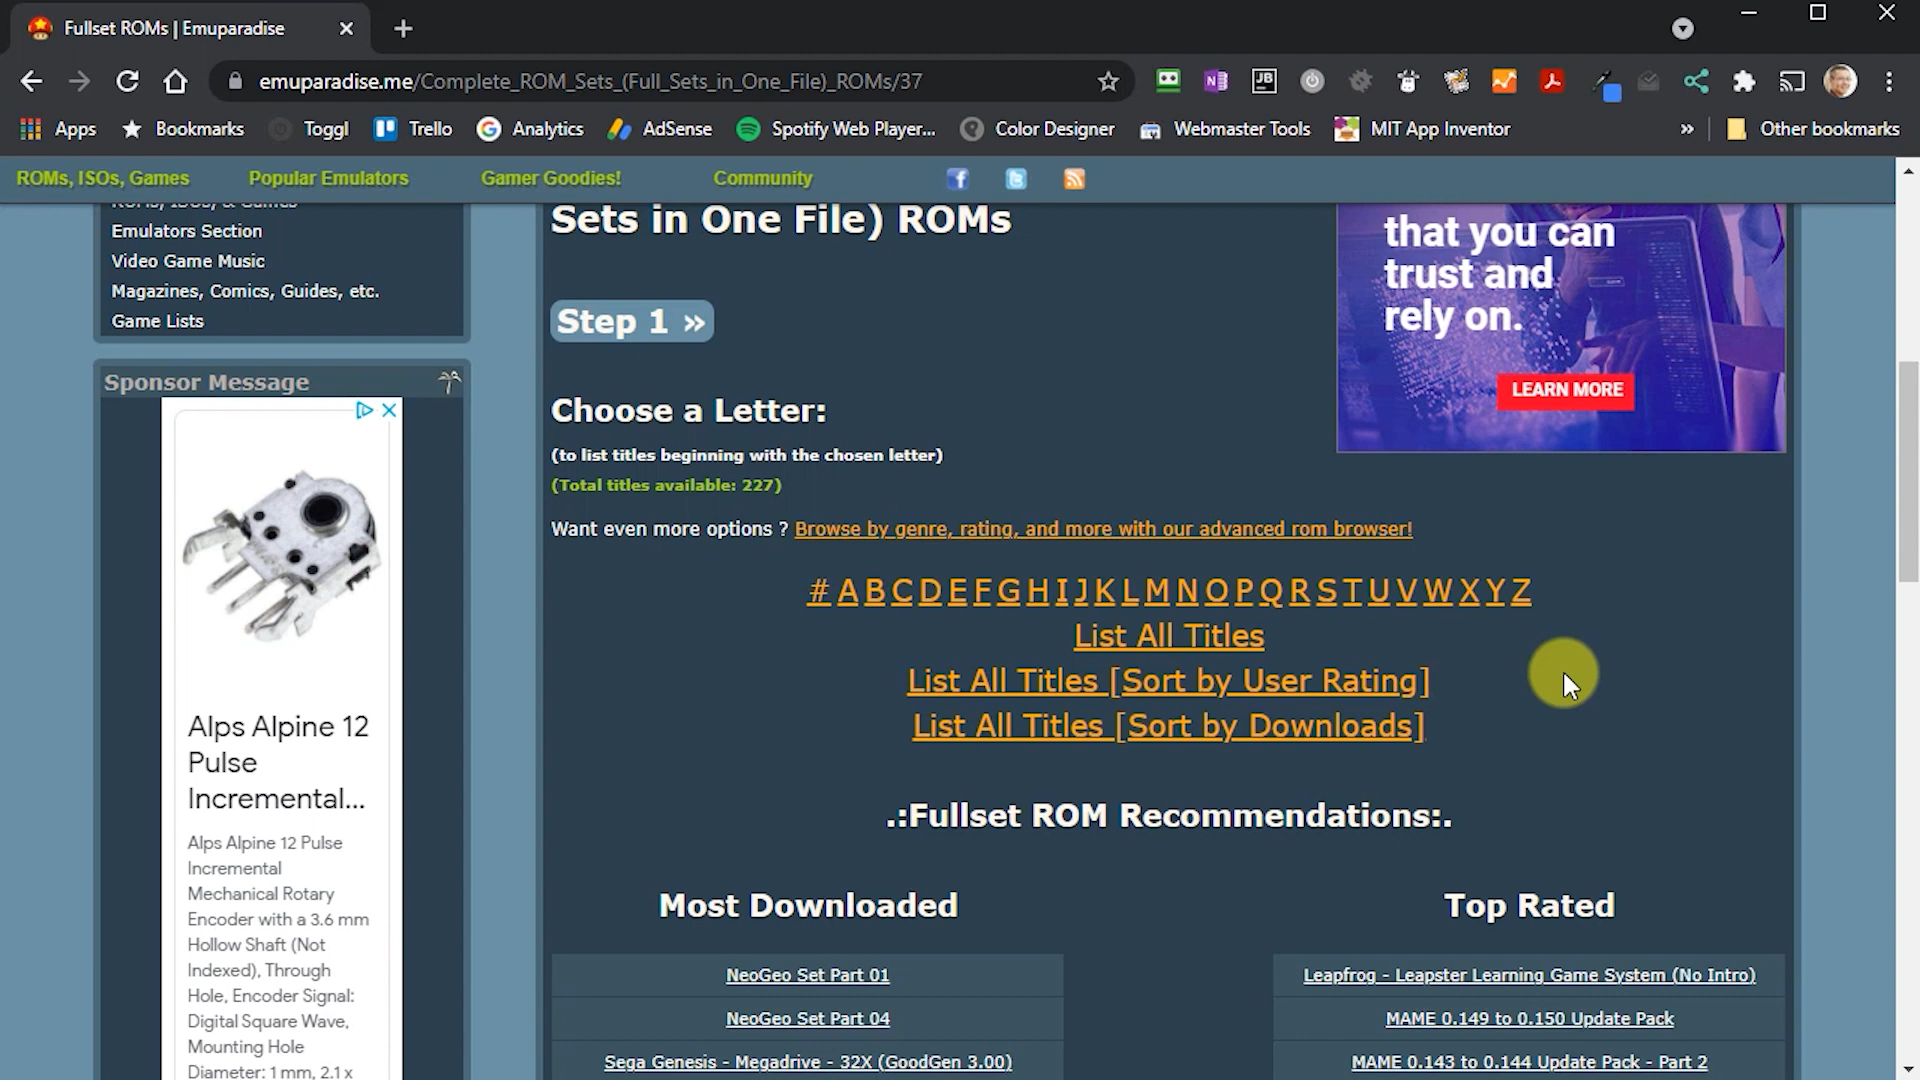 Fullset ROMs | Emuparadise
emuparadise.me/Complete_ROM_Sets_(Full_Sets_in_One_File)_ROMs/37
Apps
Bookmarks
Toggl
Trello
Analytics
AdSense
Spotify Web Player...
Color Designer
Webmaster Tools
MIT App Inventor
»
Other bookmarks
ROMs, ISOs, Games
Popular Emulators
Gamer Goodies!
Community
ROMs, ISOs, & Games
Emulators Section
Video Game Music
Magazines, Comics, Guides, etc.
Game Lists
Sponsor Message
Alps Alpine 12
Pulse
Incremental...
Alps Alpine 12 Pulse
Incremental
Mechanical Rotary
Encoder with a 3.6 mm
Hollow Shaft (Not
Indexed), Through
Hole, Encoder Signal:
Digital Square Wave,
Mounting Hole
Diameter: 1 mm, 2.1 x
Sets in One File) ROMs
Step 1 »
Choose a Letter:
(to list titles beginning with the chosen letter)
(Total titles available: 227)
Want even more options ? Browse by genre, rating, and more with our advanced rom browser!
# A B C D E F G H I J K L M N O P Q R S T U V W X Y Z
List All Titles
List All Titles [Sort by User Rating]
List All Titles [Sort by Downloads]
.:Fullset ROM Recommendations:.
Most Downloaded
NeoGeo Set Part 01
NeoGeo Set Part 04
Sega Genesis - Megadrive - 32X (GoodGen 3.00)
Top Rated
Leapfrog - Leapster Learning Game System (No Intro)
MAME 0.149 to 0.150 Update Pack
MAME 0.143 to 0.144 Update Pack - Part 2
that you can
trust and
rely on.
LEARN MORE